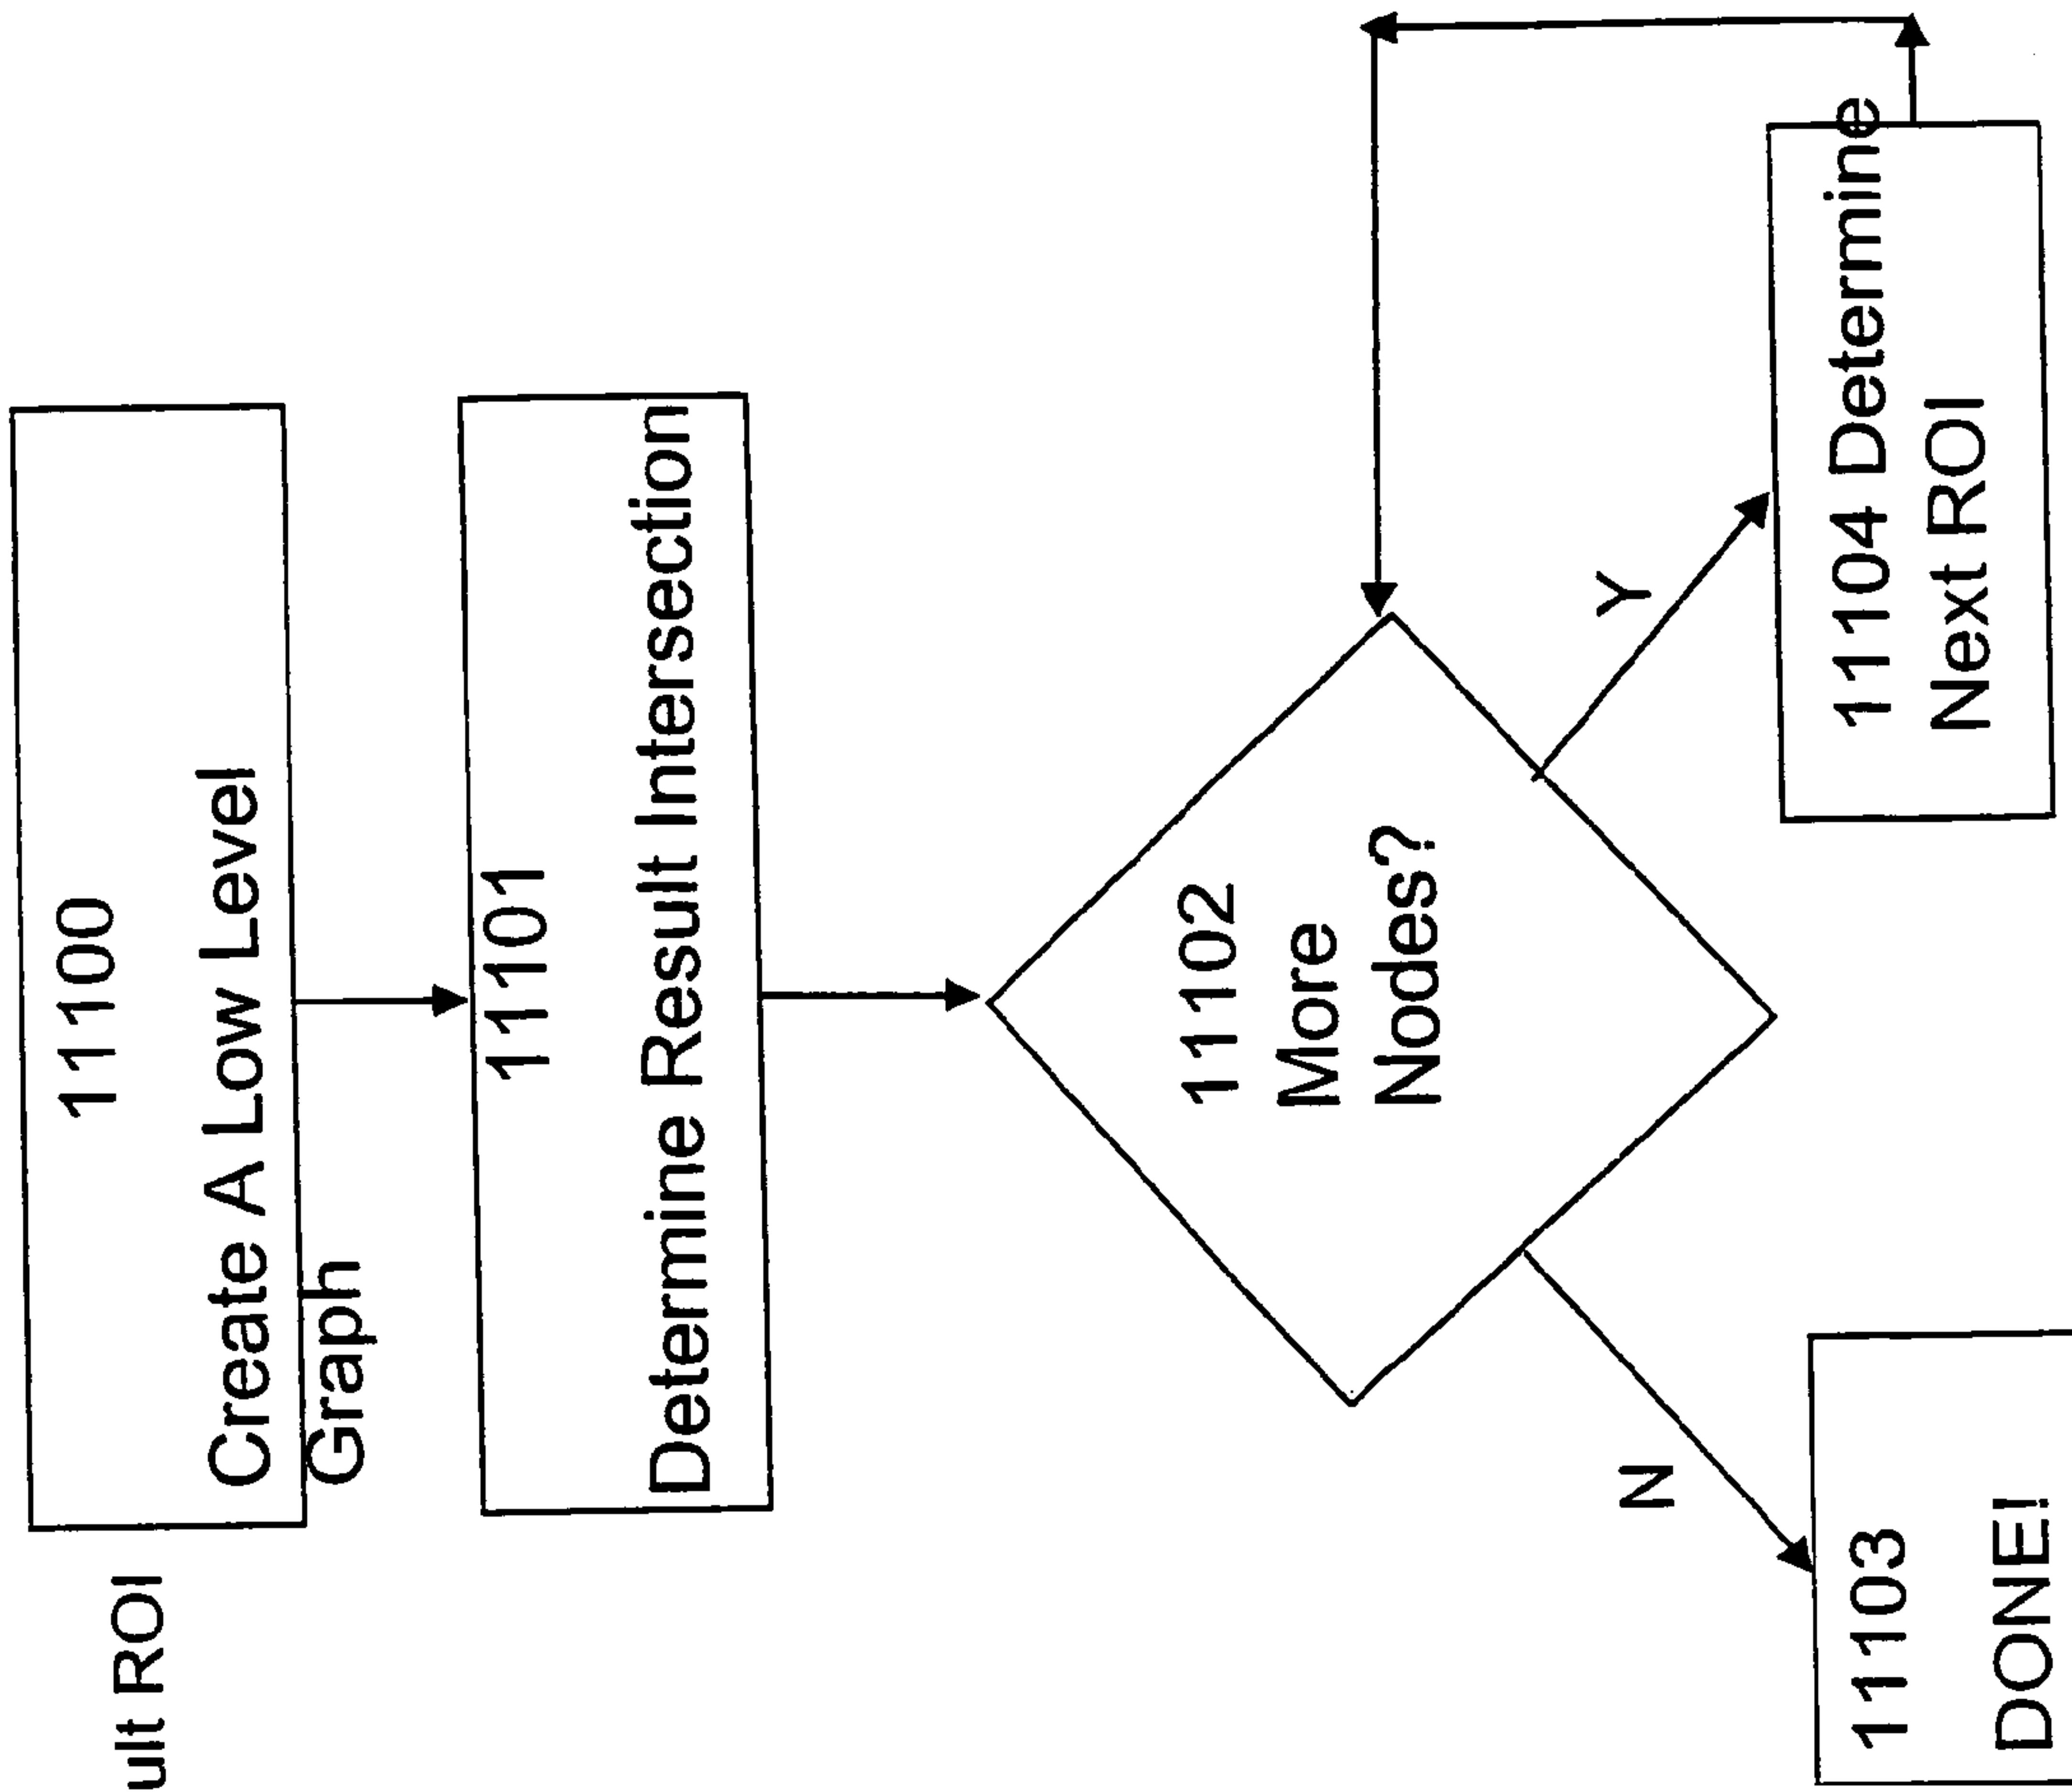 ult ROI
11100
Create A Low Level
Graph
11101
Determine Result Intersection
11102
More
Nodes?
Y
N
11104 Determine
Next ROI
11103
DONE!